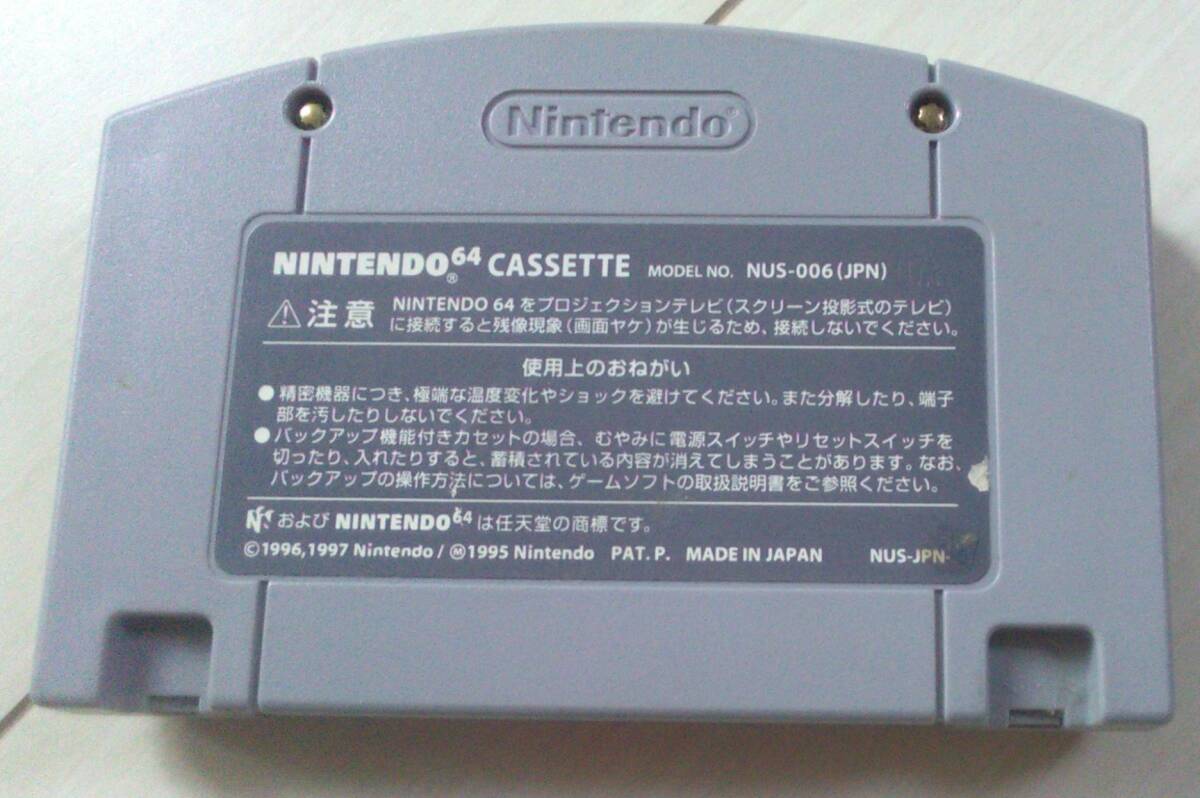 Nintendo®
NINTENDO64® CASSETTE MODEL NO. NUS-006(JPN)
⚠注意 NINTENDO 64をプロジェクションテレビ(スクリーン投影式のテレビ)
に接続すると残像現象(画面ヤケ)が生じるため、接続しないでください。
使用上のおねがい
●精密機器につき、極端な温度変化やショックを避けてください。また分解したり、端子
部を汚したりしないでください。
●バックアップ機能付きカセットの場合、むやみに電源スイッチやリセットスイッチを
切ったり、入れたりすると、蓄積されている内容が消えてしまうことがあります。なお、
バックアップの操作方法については、ゲームソフトの取扱説明書をご参照ください。
および NINTENDO64 は任天堂の商標です。
©1996,1997 Nintendo/Ⓜ1995 Nintendo PAT. P. MADE IN JAPAN NUS-JPN-